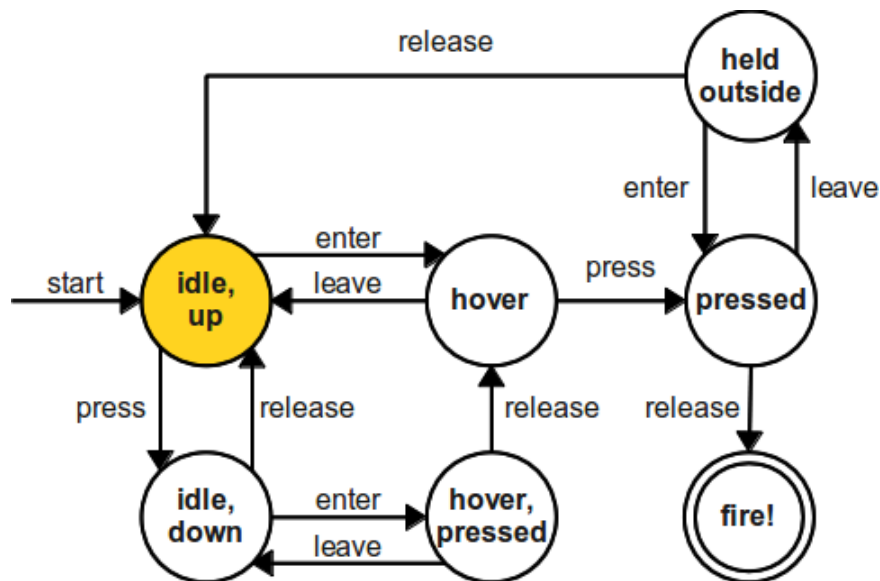 release
held
outside
enter
leave
start
idle,
up
enter
leave
hover
press
pressed
press
release
release
release
idle,
down
enter
leave
hover,
pressed
fire!